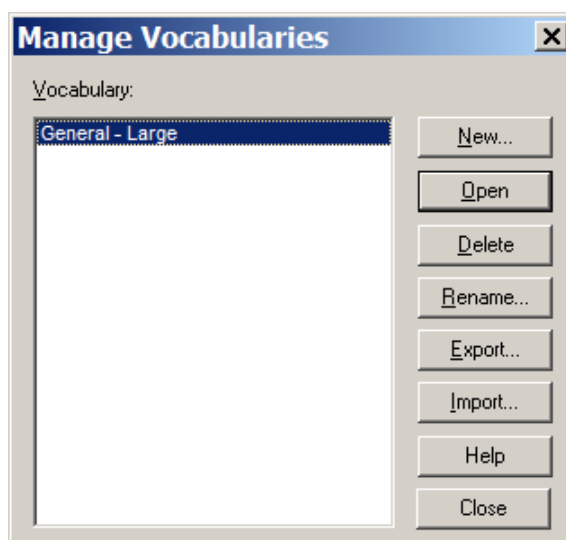 Manage Vocabularies
Vocabulary:
General - Large
New...
Open
Delete
Rename...
Export...
Import...
Help
Close